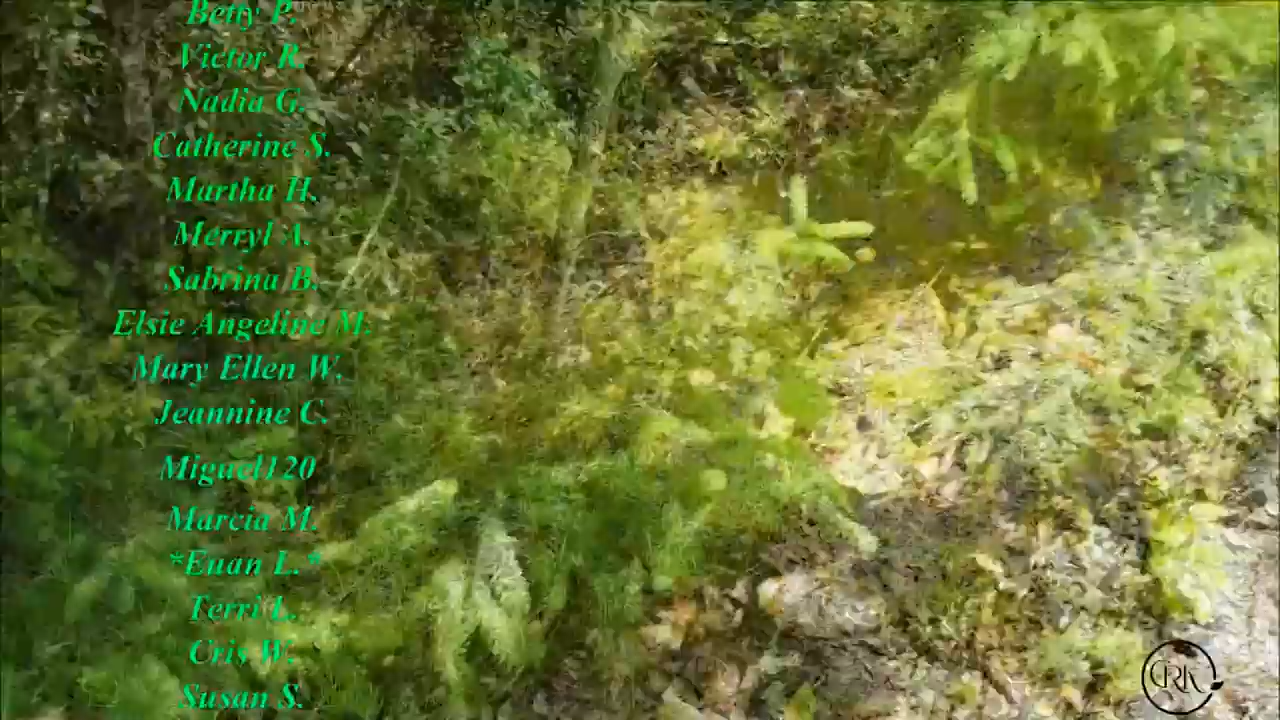 Betty P.
Victor R.
Nadia G.
Catherine S.
Martha H.
Merryl A.
Sabrina B.
Elsie Angeline M.
Mary Ellen W.
Jeannine C.
Miguel120
Marcia M.
*Euan L.*
Terri L.
Cris W.
Susan S.